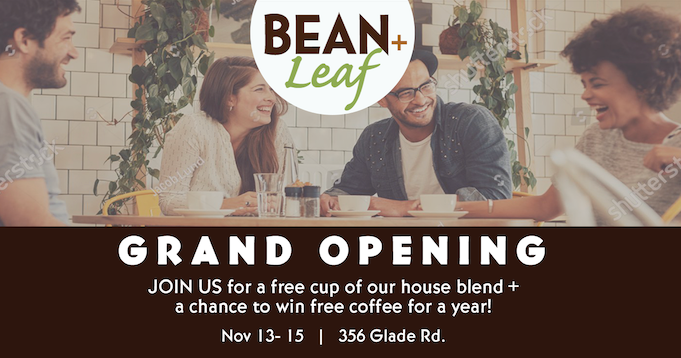 BEAN+
Leaf
shutterstock
GRAND OPENING
JOIN US for a free cup of our house blend +
a chance to win free coffee for a year!
Nov 13- 15 | 356 Glade Rd.